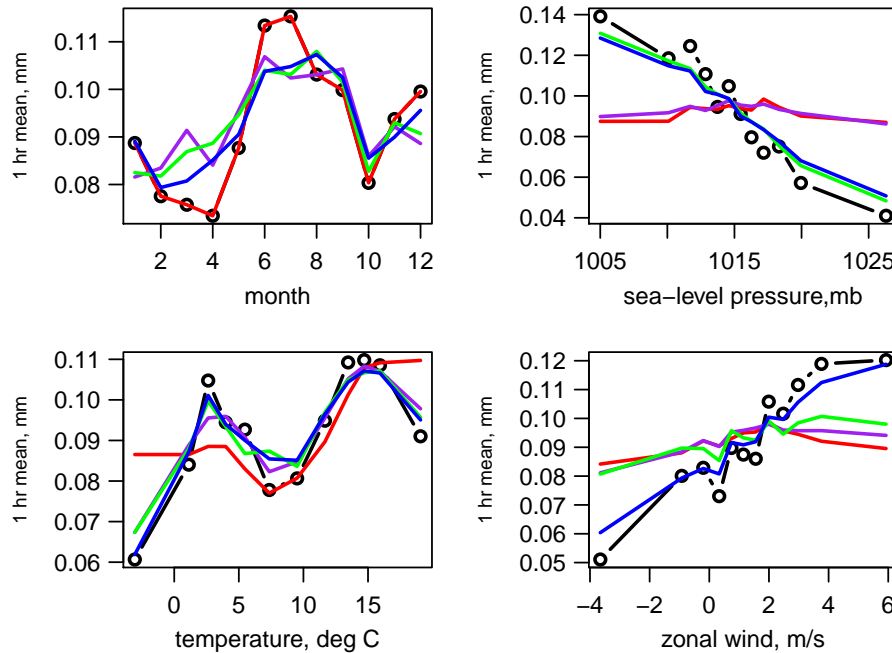 0.11
0.10
0.09
0.08
1 hr mean, mm
2 4 6 8 10 12
month
0.14
0.12
0.10
0.08
0.06
0.04
1 hr mean, mm
1005 1015 1025
sea−level pressure,mb
0.11
0.10
0.09
0.08
0.07
0.06
1 hr mean, mm
0 5 10 15
temperature, deg C
0.12
0.11
0.10
0.09
0.08
0.07
0.06
0.05
1 hr mean, mm
−4 −2 0 2 4 6
zonal wind, m/s